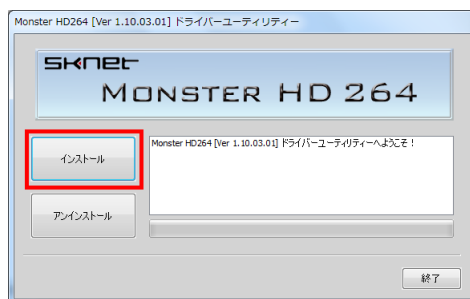 Monster HD264 [Ver 1.10.03.01] ドライバーユーティリティー
SKNET
MONSTER HD 264
インストール
Monster HD264 [Ver 1.10.03.01] ドライバーユーティリティーへようこそ！
アンインストール
終了